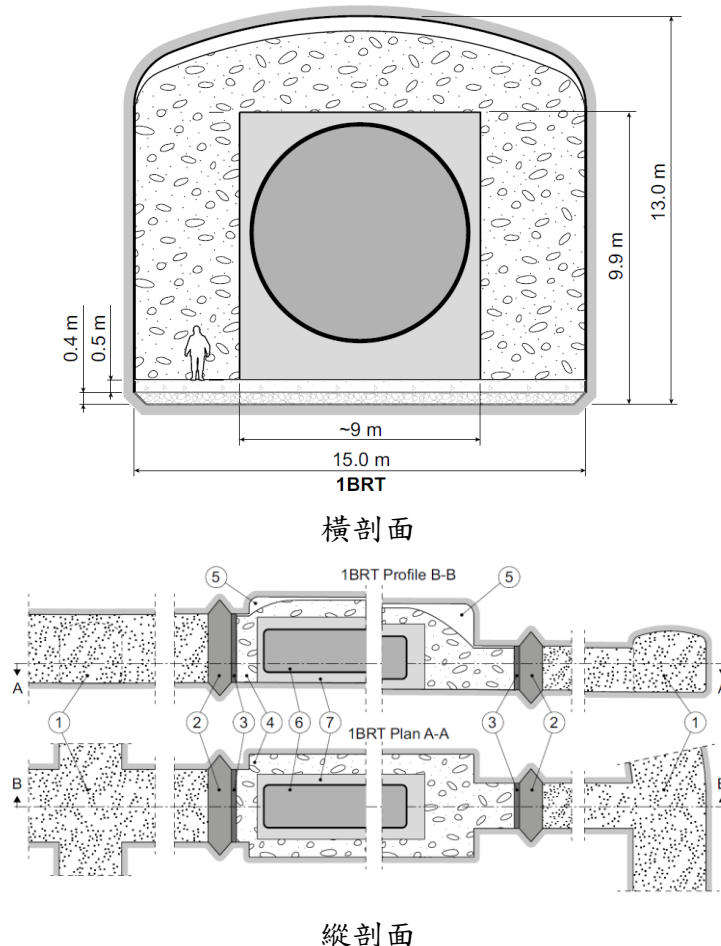 13.0 m
9.9 m
0.4 m
0.5 m
~9 m
15.0 m
1BRT
橫剖面
5
1BRT Profile B-B
5
A
A
1
2
3
4
6
7
3
2
1
1BRT Plan A-A
B
B
縱剖面